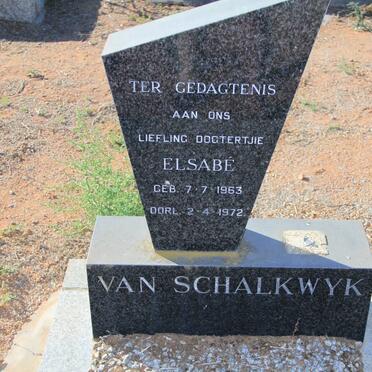 TER GEDAGTENIS
AAN ONS
LIEFLING DOGTERTJIE
ELSABÉ
GEB. 7-7-1963
OORL. 2-4-1972
VAN SCHALKWYK